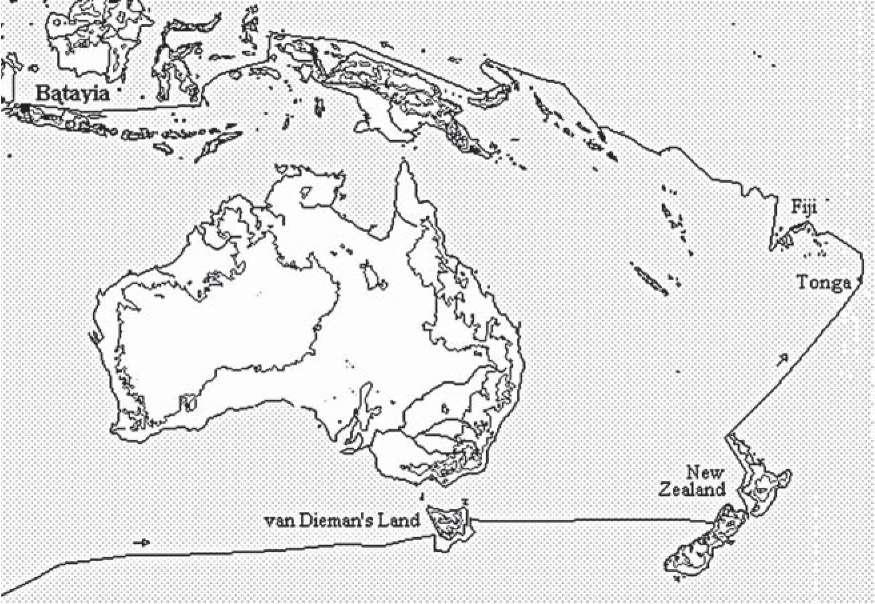 Batayia
Fiji
Tonga
New
Zealand
van Dieman's Land